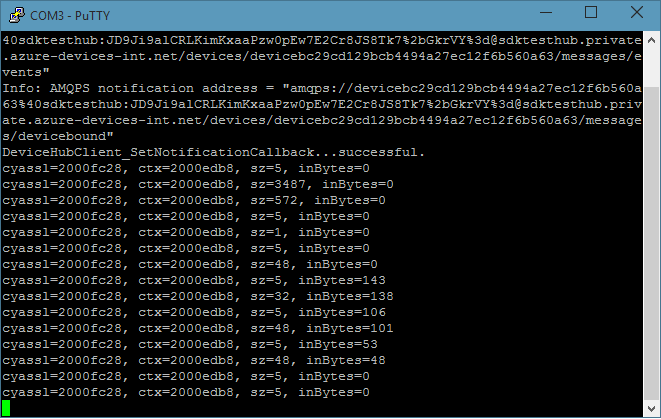 COM3 - PuTTY
40sdktesthub:JD9Ji9alCRLKimKxaaPzw0pEw7E2Cr8JS8Tk7%2bGkrVY%3d@sdktesthub.private
.azure-devices-int.net/devices/devicebc29cd129bcb4494a27ec12f6b560a63/messages/e
vents"
Info: AMQPS notification address = "amqps://devicebc29cd129bcb4494a27ec12f6b560a
63%40sdktesthub:JD9Ji9alCRLKimKxaaPzw0pEw7E2Cr8JS8Tk7%2bGkrVY%3d@sdktesthub.priv
ate.azure-devices-int.net/devices/devicebc29cd129bcb4494a27ec12f6b560a63/message
s/devicebound"
DeviceHubClient_SetNotificationCallback...successful.
cyassl=2000fc28, ctx=2000edb8, sz=5, inBytes=0
cyassl=2000fc28, ctx=2000edb8, sz=3487, inBytes=0
cyassl=2000fc28, ctx=2000edb8, sz=572, inBytes=0
cyassl=2000fc28, ctx=2000edb8, sz=5, inBytes=0
cyassl=2000fc28, ctx=2000edb8, sz=1, inBytes=0
cyassl=2000fc28, ctx=2000edb8, sz=5, inBytes=0
cyassl=2000fc28, ctx=2000edb8, sz=48, inBytes=0
cyassl=2000fc28, ctx=2000edb8, sz=5, inBytes=143
cyassl=2000fc28, ctx=2000edb8, sz=32, inBytes=138
cyassl=2000fc28, ctx=2000edb8, sz=5, inBytes=106
cyassl=2000fc28, ctx=2000edb8, sz=48, inBytes=101
cyassl=2000fc28, ctx=2000edb8, sz=5, inBytes=53
cyassl=2000fc28, ctx=2000edb8, sz=48, inBytes=48
cyassl=2000fc28, ctx=2000edb8, sz=5, inBytes=0
cyassl=2000fc28, ctx=2000edb8, sz=5, inBytes=0